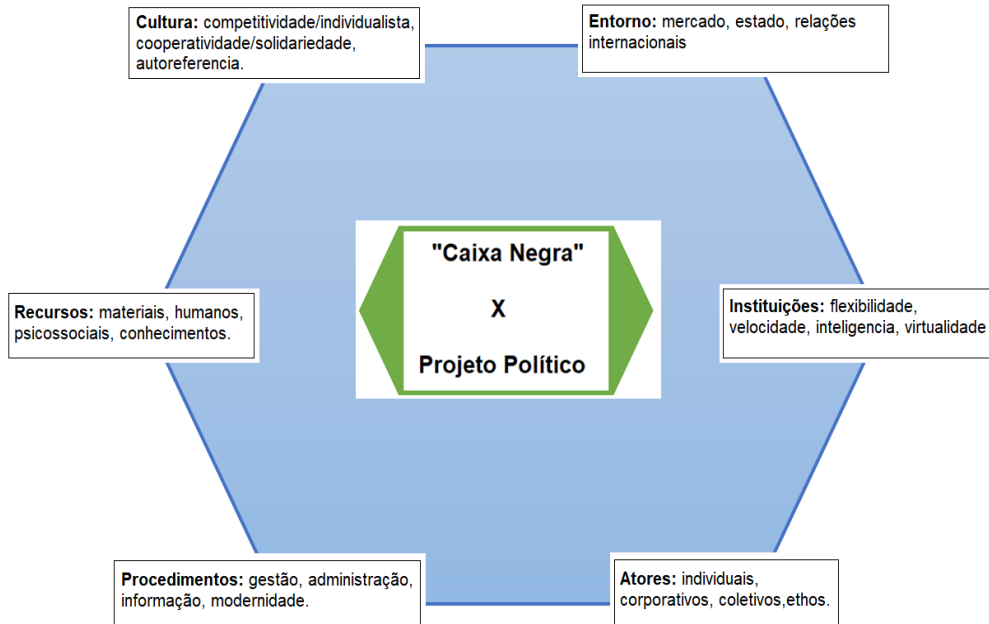 Cultura: competitividade/individualista,
cooperatividade/solidariedade,
autoreferencia.
Entorno: mercado, estado, relações
internacionais
"Caixa Negra"
X
Projeto Político
Recursos: materiais, humanos,
psicossociais, conhecimentos.
Instituições: flexibilidade,
velocidade, inteligencia, virtualidade
Procedimentos: gestão, administração,
informação, modernidade.
Atores: individuais,
corporativos, coletivos,ethos.